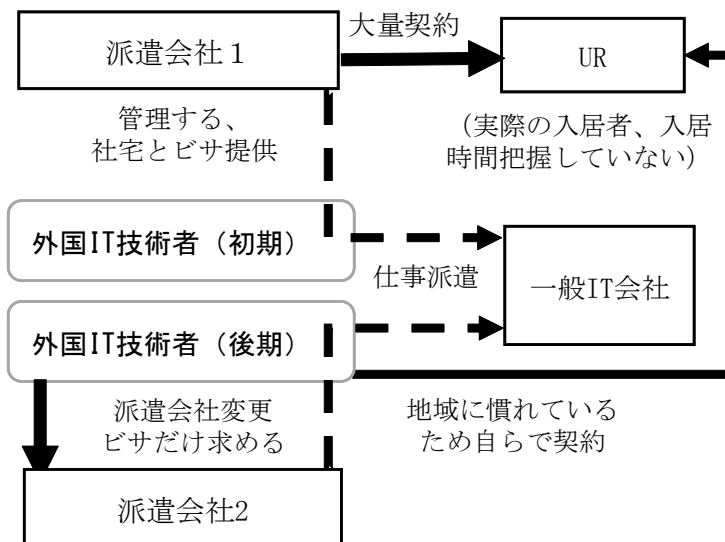 派遣会社１
大量契約
UR
管理する、
社宅とビサ提供
（実際の入居者、入居
時間把握していない）
外国IT技術者（初期）
仕事派遣
一般IT会社
外国IT技術者（後期）
派遣会社変更
ビサだけ求める
地域に慣れている
ため自らで契約
派遣会社2